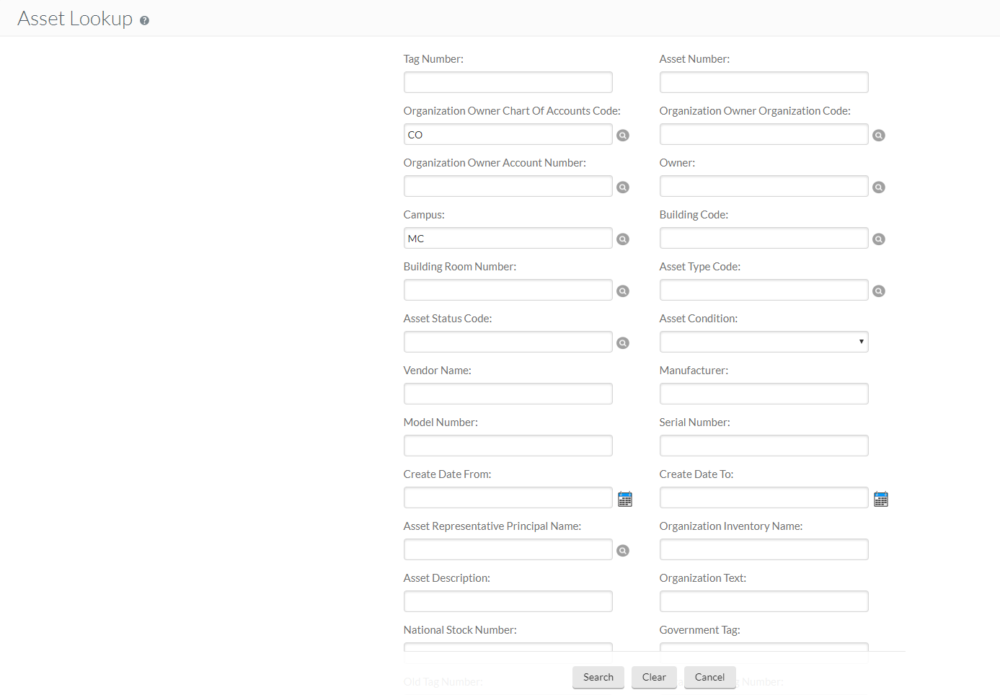 Asset Lookup ?
Tag Number: Asset Number:
Organization Owner Chart Of Accounts Code: Organization Owner Organization Code:
CO
Organization Owner Account Number: Owner:
Campus: Building Code:
MC
Building Room Number: Asset Type Code:
Asset Status Code: Asset Condition:
Vendor Name: Manufacturer:
Model Number: Serial Number:
Create Date From: Create Date To:
Asset Representative Principal Name: Organization Inventory Name:
Asset Description: Organization Text:
National Stock Number: Government Tag:
Old Tag Number: Number:
Search Clear Cancel